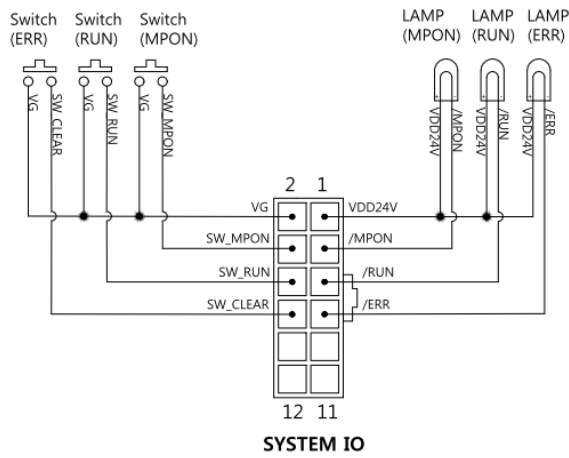 Switch
(ERR)
Switch
(RUN)
Switch
(MPON)
LAMP
(MPON)
LAMP
(RUN)
LAMP
(ERR)
VG
SW_CLEAR
VG
SW_RUN
VG
SW_MPON
+ -
+ -
+ -
VDD24V
/MPON
VDD24V
/RUN
VDD24V
/ERR
2 1
VG VDD24V
SW_MPON /MPON
SW_RUN /RUN
SW_CLEAR /ERR
12 11
SYSTEM IO